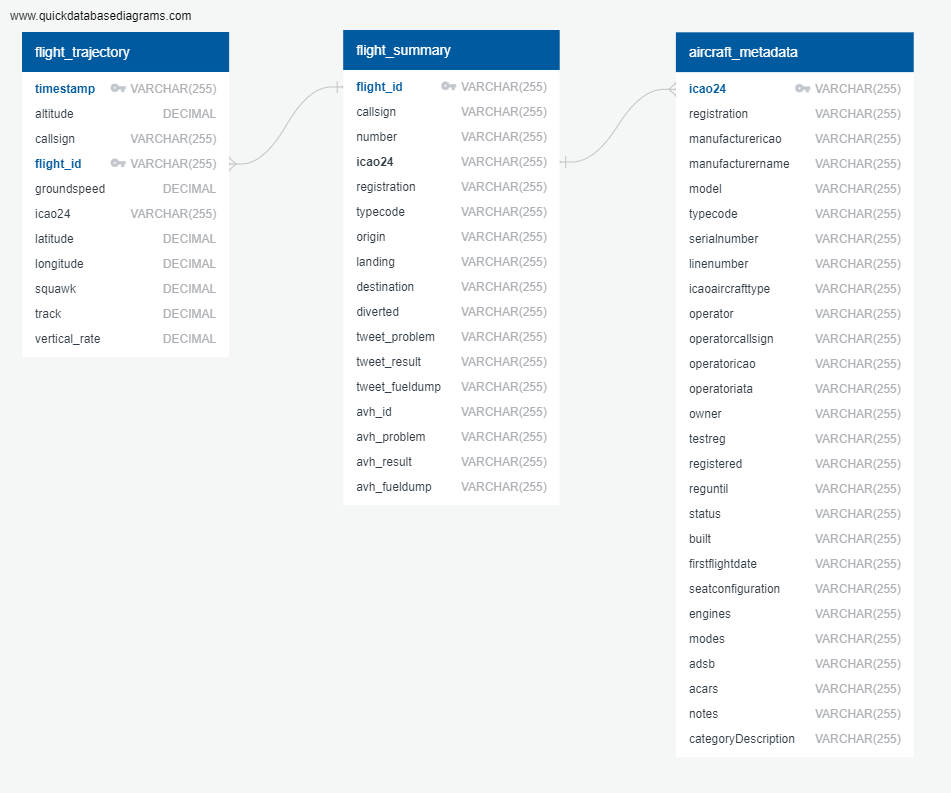 www.quickdatabasediagrams.com
flight_trajectory
timestamp VARCHAR(255)
altitude DECIMAL
callsign VARCHAR(255)
flight_id VARCHAR(255)
groundspeed DECIMAL
icao24 VARCHAR(255)
latitude DECIMAL
longitude DECIMAL
squawk DECIMAL
track DECIMAL
vertical_rate DECIMAL
flight_summary
flight_id VARCHAR(255)
callsign VARCHAR(255)
number VARCHAR(255)
icao24 VARCHAR(255)
registration VARCHAR(255)
typecode VARCHAR(255)
origin VARCHAR(255)
landing VARCHAR(255)
destination VARCHAR(255)
diverted VARCHAR(255)
tweet_problem VARCHAR(255)
tweet_result VARCHAR(255)
tweet_fueldump VARCHAR(255)
avh_id VARCHAR(255)
avh_problem VARCHAR(255)
avh_result VARCHAR(255)
avh_fueldump VARCHAR(255)
aircraft_metadata
icao24 VARCHAR(255)
registration VARCHAR(255)
manufacturericao VARCHAR(255)
manufacturername VARCHAR(255)
model VARCHAR(255)
typecode VARCHAR(255)
serialnumber VARCHAR(255)
linenumber VARCHAR(255)
icaoaircrafttype VARCHAR(255)
operator VARCHAR(255)
operatorcallsign VARCHAR(255)
operatoricao VARCHAR(255)
operatoriata VARCHAR(255)
owner VARCHAR(255)
testreg VARCHAR(255)
registered VARCHAR(255)
reguntil VARCHAR(255)
status VARCHAR(255)
built VARCHAR(255)
firstflightdate VARCHAR(255)
seatconfiguration VARCHAR(255)
engines VARCHAR(255)
modes VARCHAR(255)
adsb VARCHAR(255)
acars VARCHAR(255)
notes VARCHAR(255)
categoryDescription VARCHAR(255)